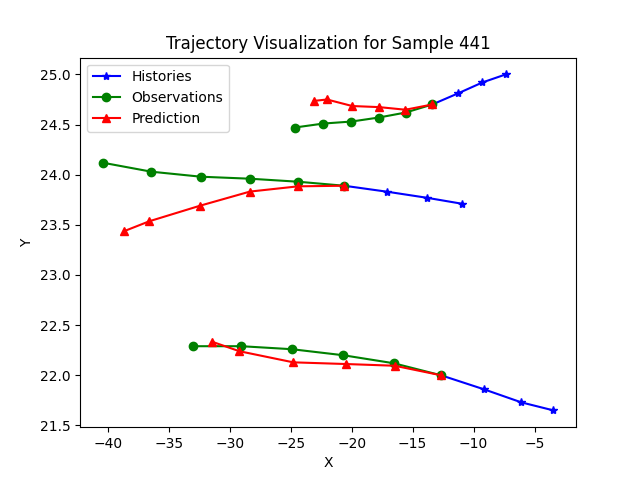 Trajectory Visualization for Sample 441
Histories
Observations
Prediction
25.0
24.5
24.0
23.5
23.0
22.5
22.0
21.5
Y
−40 −35 −30 −25 −20 −15 −10 −5
X